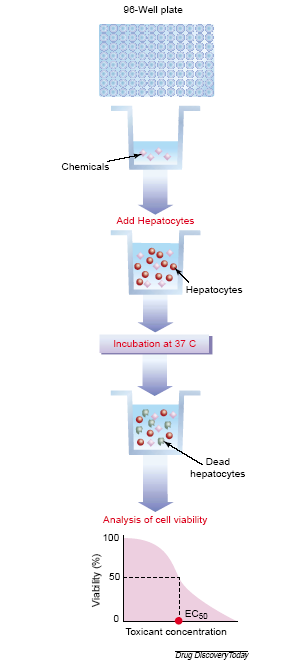 96-Well plate
Chemicals
Add Hepatocytes
Hepatocytes
Incubation at 37 C
Dead
hepatocytes
Analysis of cell viability
100
Viability (%)
50
EC50
0
Toxicant concentration
Drug Discovery Today